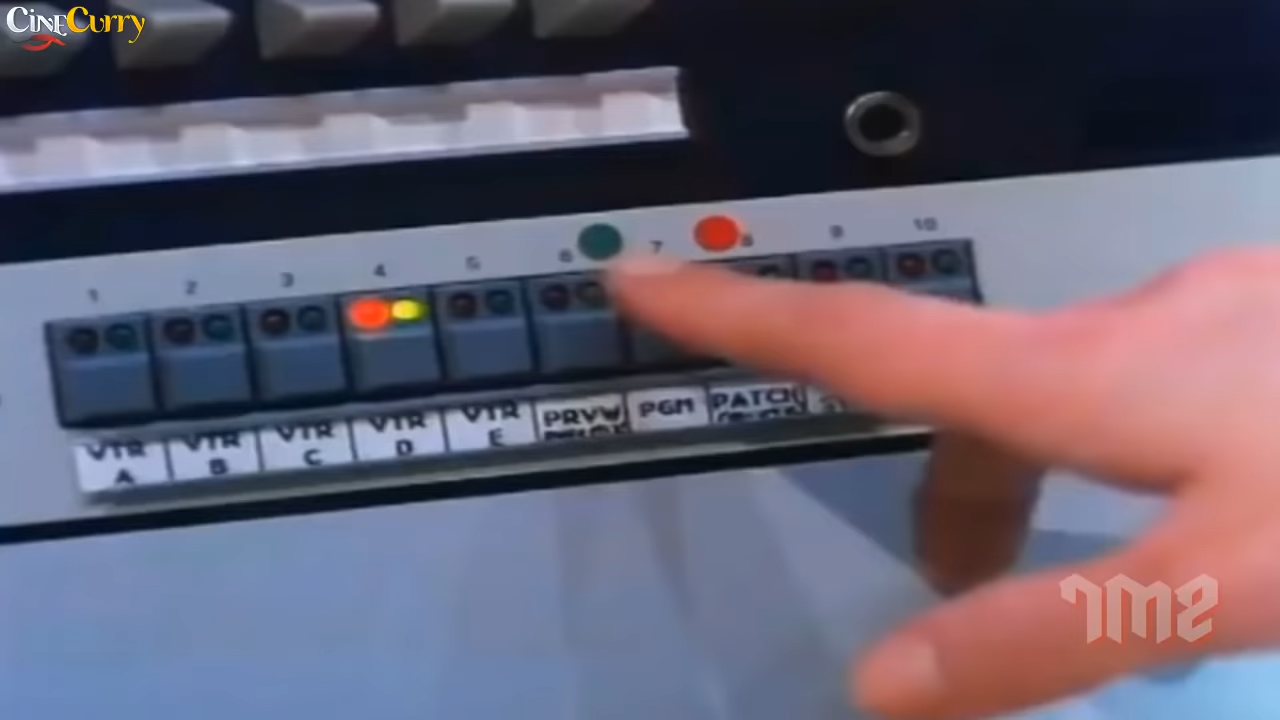 CINECURRY
1 2 3 4 5 6 7 8 9 10
VTR A
VTR B
VTR C
VTR D
VTR E
PRVW
PGM
PATCH